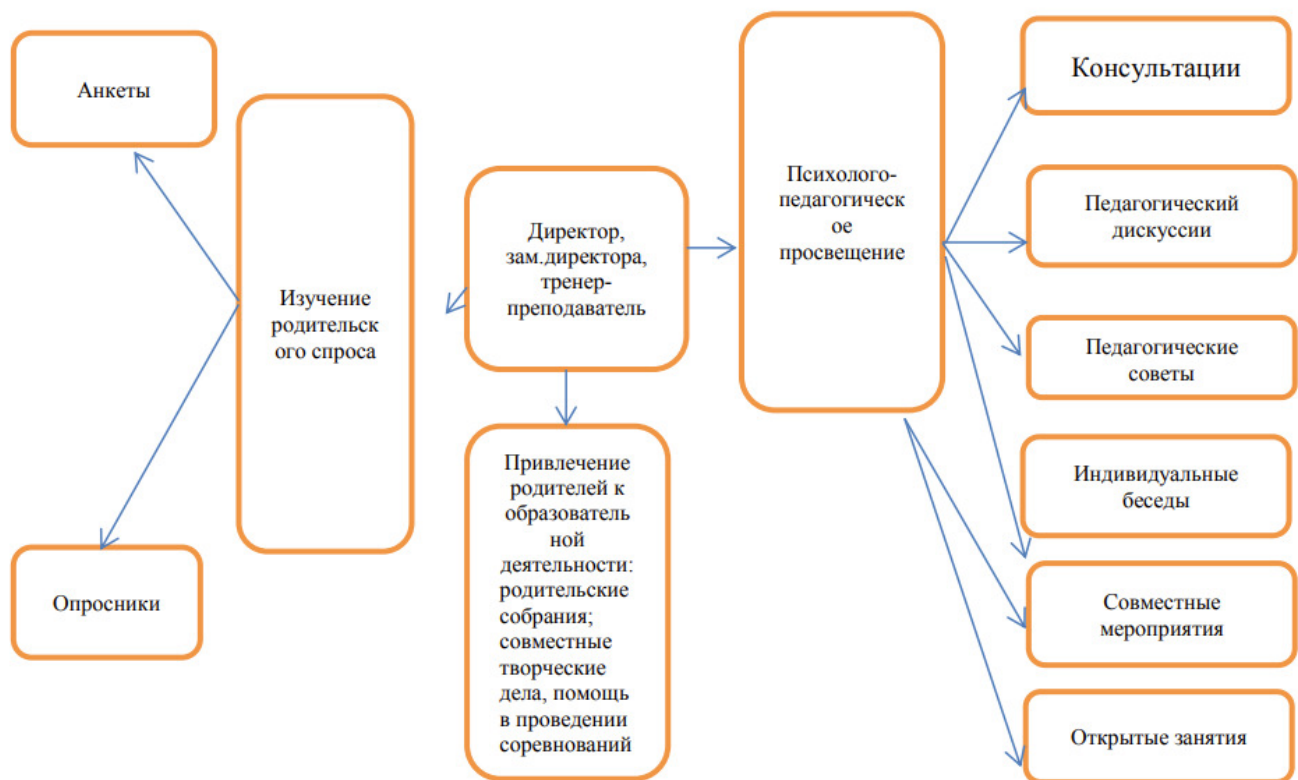 Анкеты
Опросники
Изучение
родительск
ого спроса
Директор,
зам.директора,
тренер-
преподаватель
Привлечение
родителей к
образователь
ной
деятельности:
родительские
собрания;
совместные
творческие
дела, помощь
в проведении
соревнований
Психолого-
педагогическ
ое
просвещение
Консультации
Педагогический
дискуссии
Педагогические
советы
Индивидуальные
беседы
Совместные
мероприятия
Открытые занятия